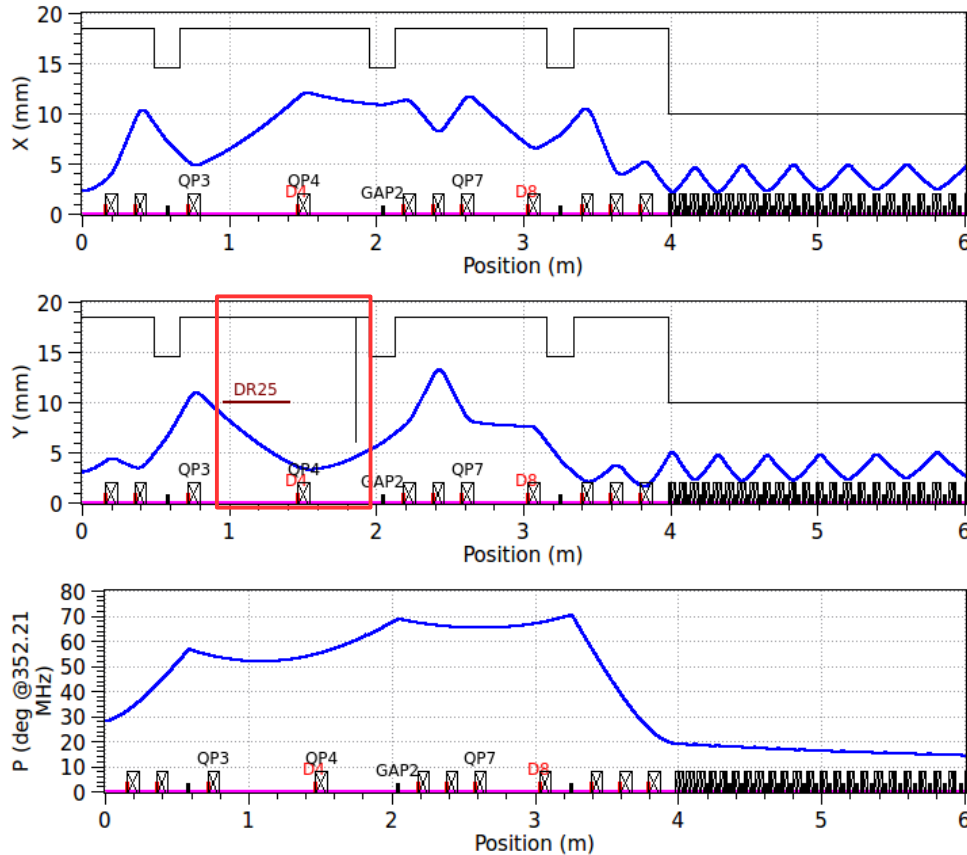 20
15
10
5
0
X (mm)
QP3
QP4
D4
GAP2
QP7
D8
0 1 2 3 4 5 6
Position (m)
20
15
10
5
0
Y (mm)
DR25
QP3
QP4
D4
GAP2
QP7
D8
0 1 2 3 4 5 6
Position (m)
80
70
60
50
40
30
20
10
0
P (deg @352.21
MHz)
QP3
QP4
D4
GAP2
QP7
D8
0 1 2 3 4 5 6
Position (m)